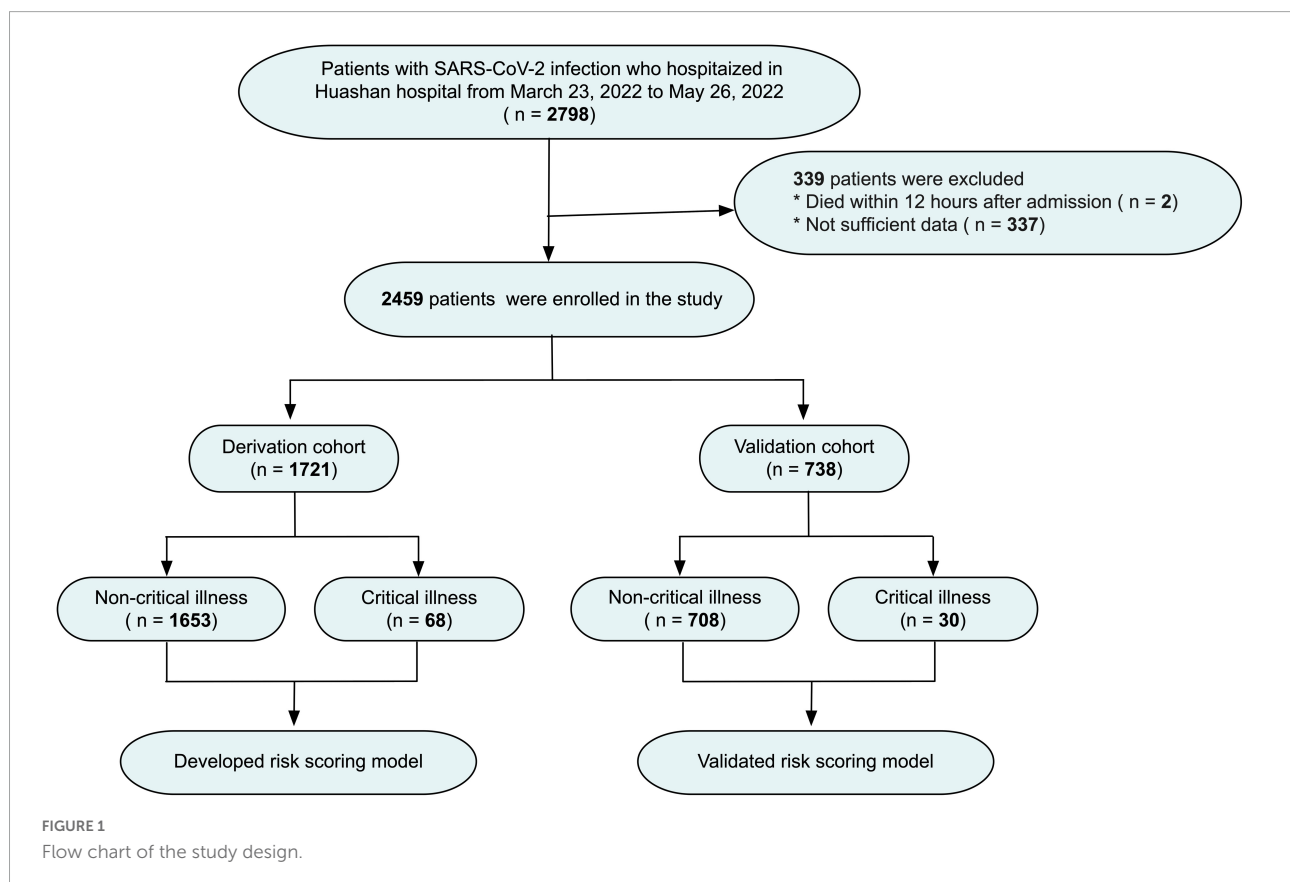 Patients with SARS-CoV-2 infection who hospitaized in
Huashan hospital from March 23, 2022 to May 26, 2022
( n = 2798)
339 patients were excluded
* Died within 12 hours after admission ( n = 2)
* Not sufficient data ( n = 337)
2459 patients were enrolled in the study
Derivation cohort
(n = 1721)
Validation cohort
(n = 738)
Non-critical illness
( n = 1653)
Critical illness
(n = 68)
Non-critical illness
( n = 708)
Critical illness
(n = 30)
Developed risk scoring model
Validated risk scoring model
FIGURE 1
Flow chart of the study design.